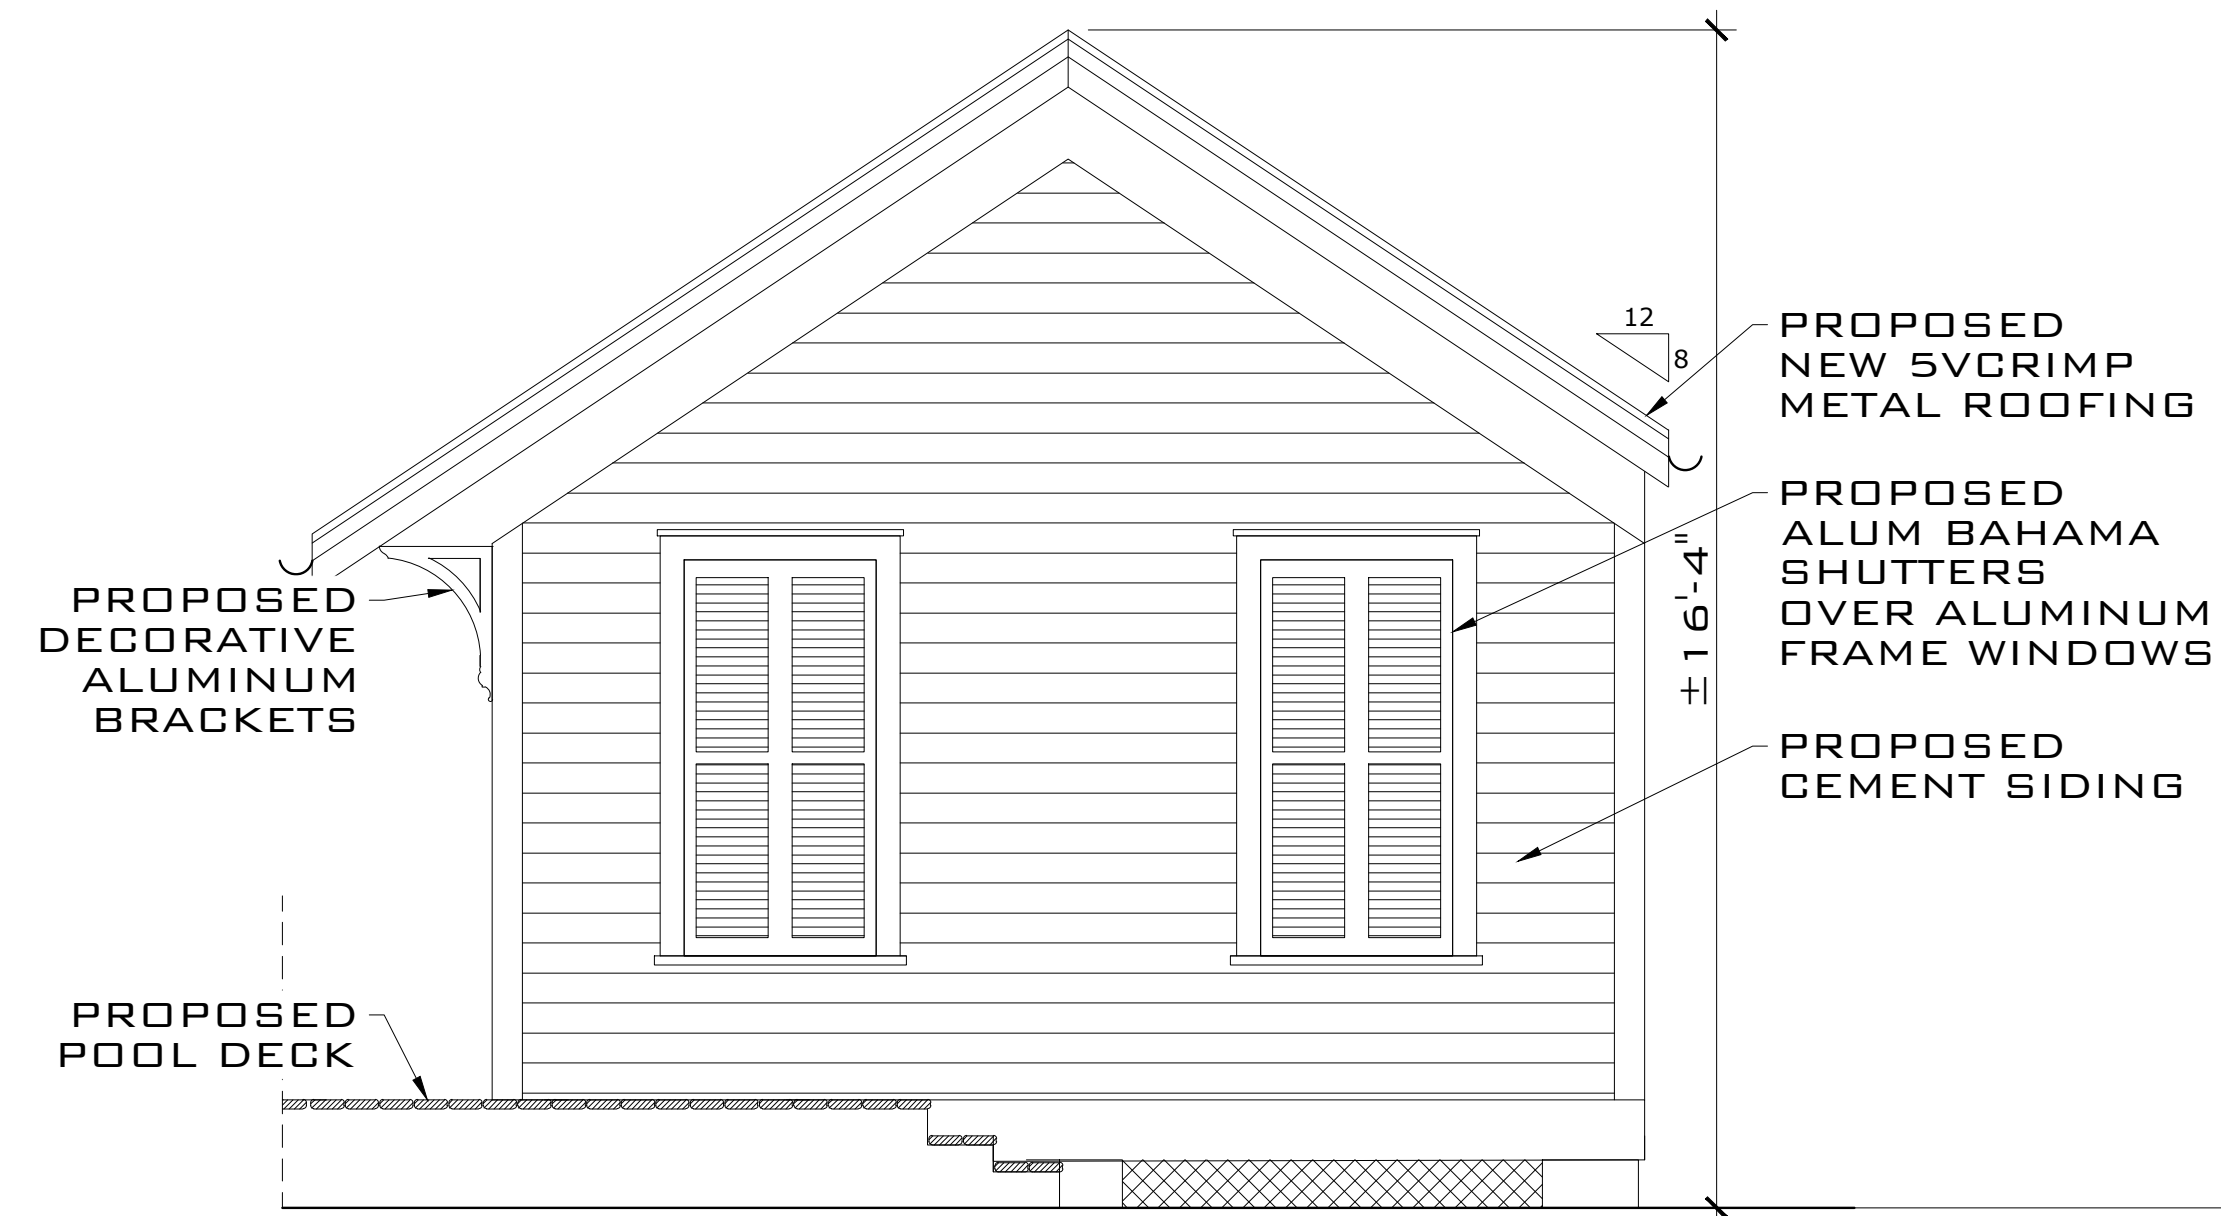 12
8
PROPOSED
NEW 5VCRIMP
METAL ROOFING
PROPOSED
ALUM BAHAMA
SHUTTERS
OVER ALUMINUM
FRAME WINDOWS
±16'-4"
PROPOSED
DECORATIVE
ALUMINUM
BRACKETS
PROPOSED
CEMENT SIDING
PROPOSED
POOL DECK